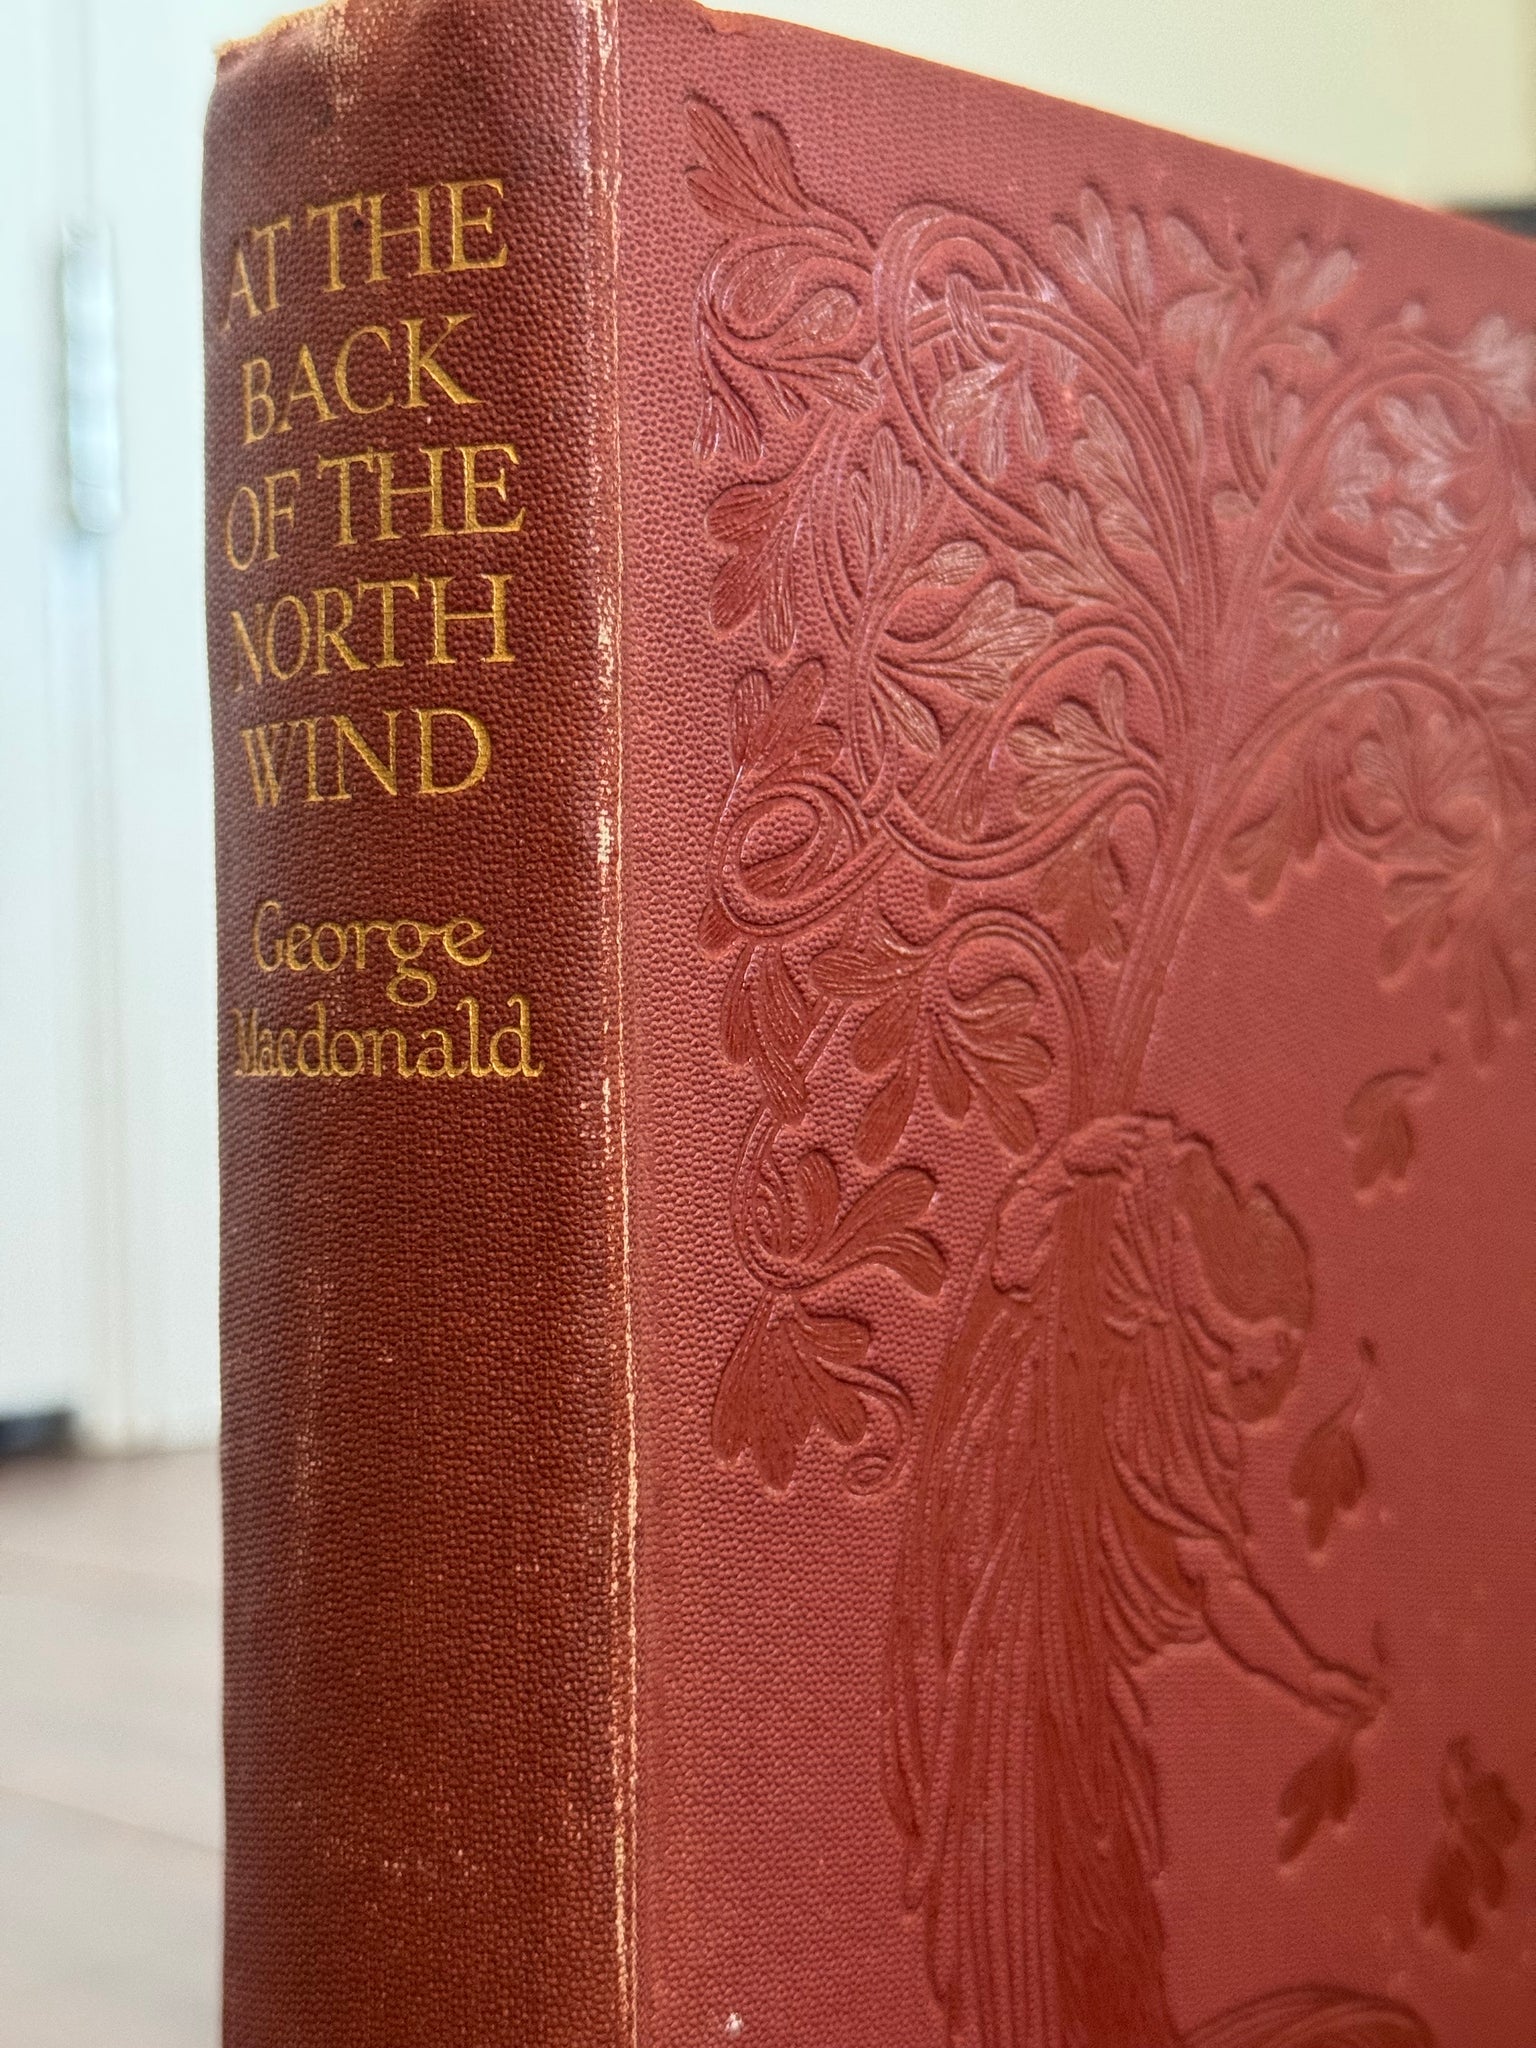 AT THE
BACK
OF THE
NORTH
WIND
George
Macdonald